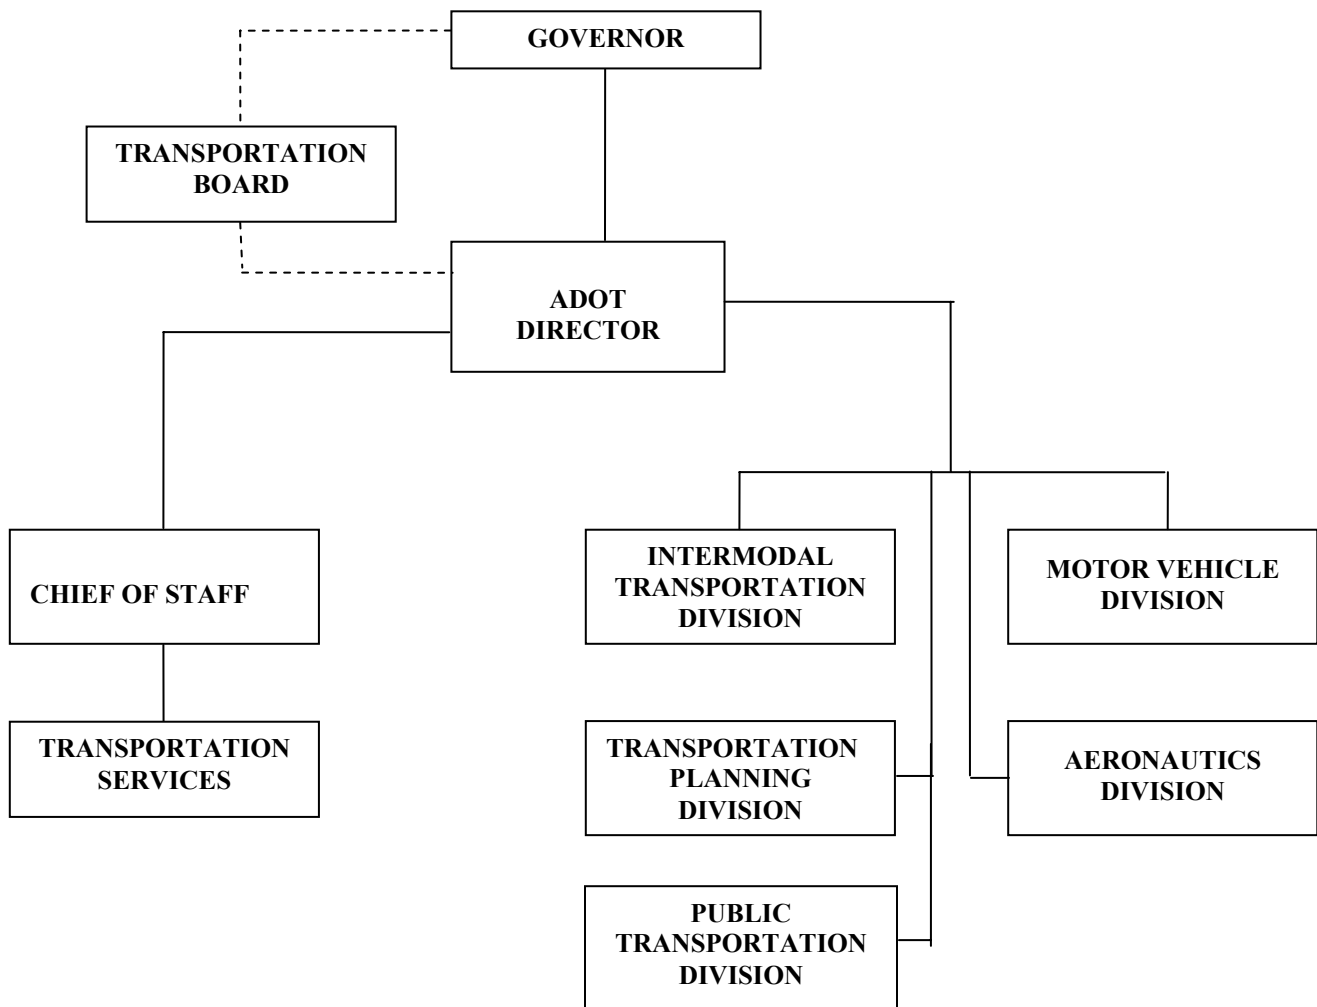 GOVERNOR
TRANSPORTATION
BOARD
ADOT
DIRECTOR
CHIEF OF STAFF
INTERMODAL
TRANSPORTATION
DIVISION
MOTOR VEHICLE
DIVISION
TRANSPORTATION
SERVICES
TRANSPORTATION
PLANNING
DIVISION
AERONAUTICS
DIVISION
PUBLIC
TRANSPORTATION
DIVISION